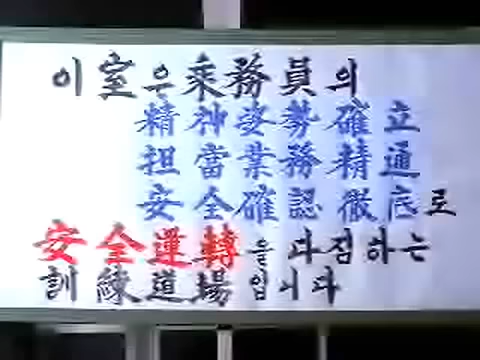 이 室은 乘務員의
精神姿勢確立
担當業務精通
安全確認徹底로
安全運轉을 다짐하는
訓練道場입니다